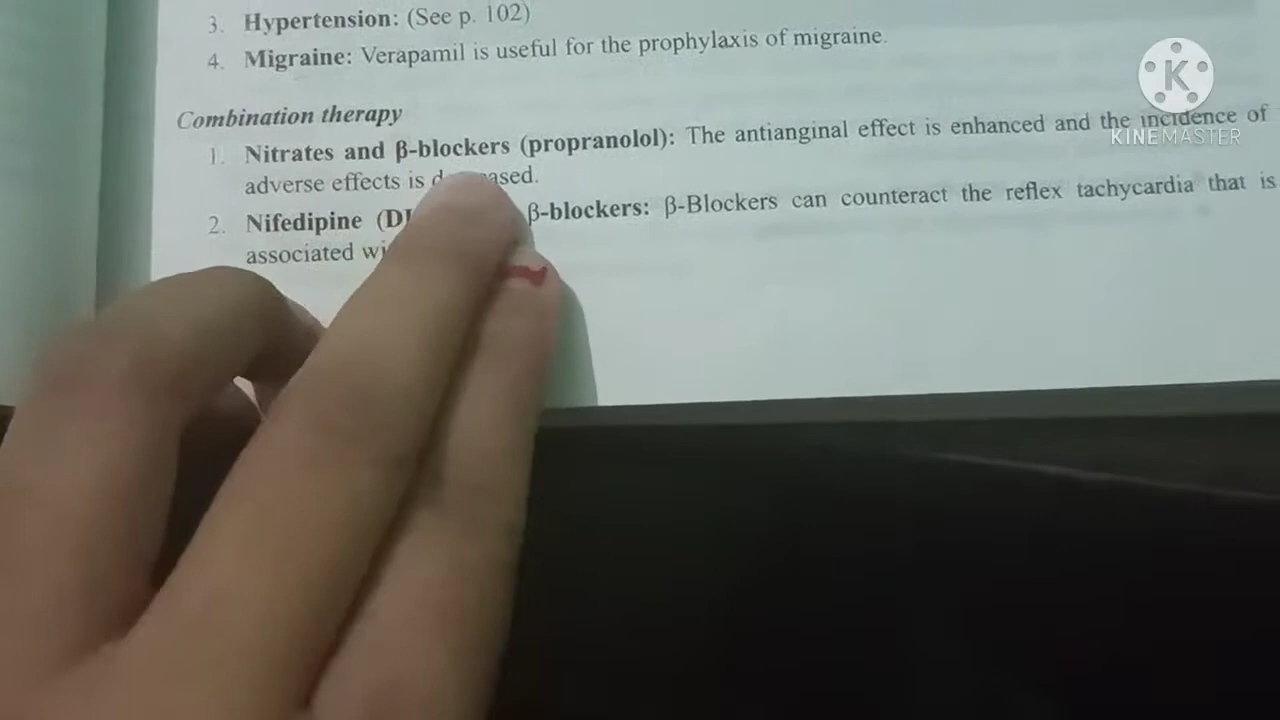 3. Hypertension: (See p. 102)
4. Migraine: Verapamil is useful for the prophylaxis of migraine.
Combination therapy
1. Nitrates and β-blockers (propranolol): The antianginal effect is enhanced and the incidence of
adverse effects is
2. Nifedipine β-blockers: β-Blockers can counteract the reflex tachycardia that is
associated
K
KINEMASTER